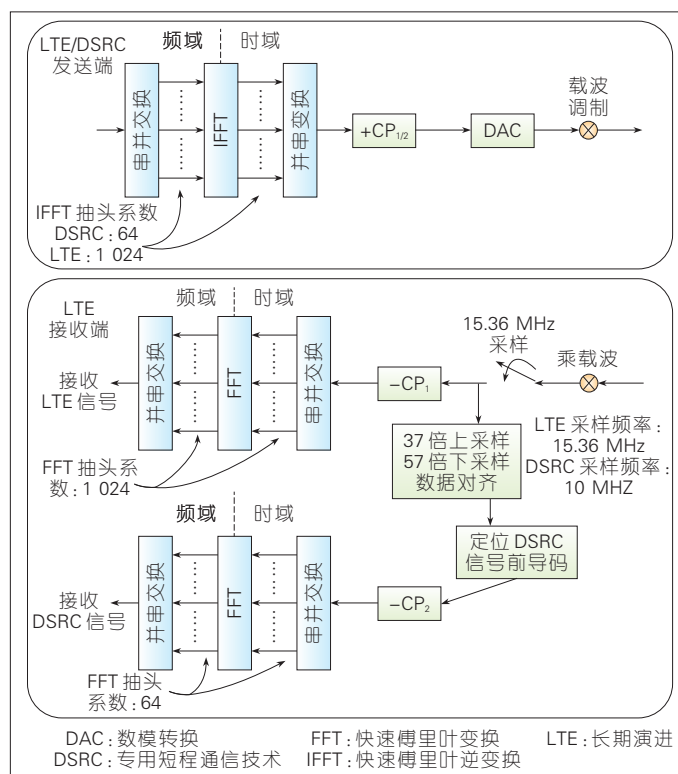 LTE/DSRC
发送端
频域
时域
串并交换
IFFT
并串变换
+CP1/2
DAC
载波
调制
IFFT 抽头系数
DSRC:64
LTE:1 024
LTE
接收端
频域
时域
并串交换
FFT
串并交换
接收
LTE 信号
-CP1
15.36 MHz
采样
乘载波
FFT 抽头系
数:1 024
37 倍上采样
57 倍下采样
数据对齐
LTE 采样频率:
15.36 MHz
DSRC 采样频率:
10 MHZ
定位 DSRC
信号前导码
频域
时域
并串交换
FFT
串并交换
接收
DSRC 信号
-CP2
FFT 抽头
系数:64
DAC:数模转换
FFT:快速傅里叶变换
LTE:长期演进
DSRC:专用短程通信技术
IFFT:快速傅里叶逆变换